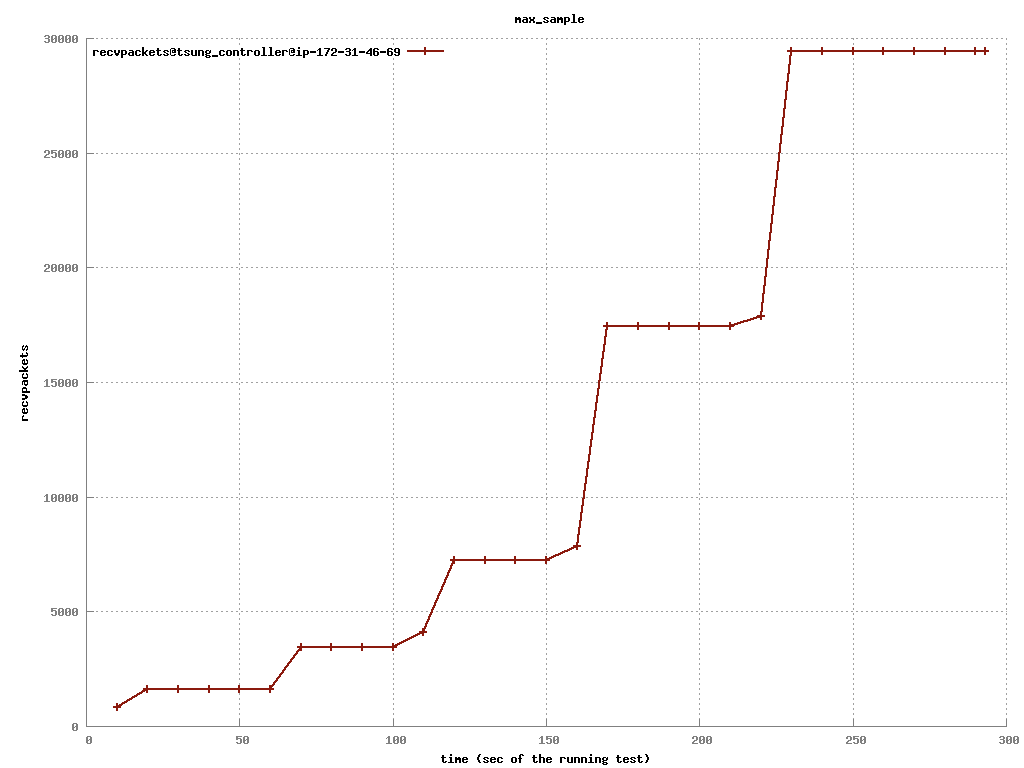 max_sample
30000
recvpackets@tsung_controller@ip-172-31-46-69
25000
20000
15000
recvpackets
10000
5000
0
0 50 100 150 200 250 300
time (sec of the running test)